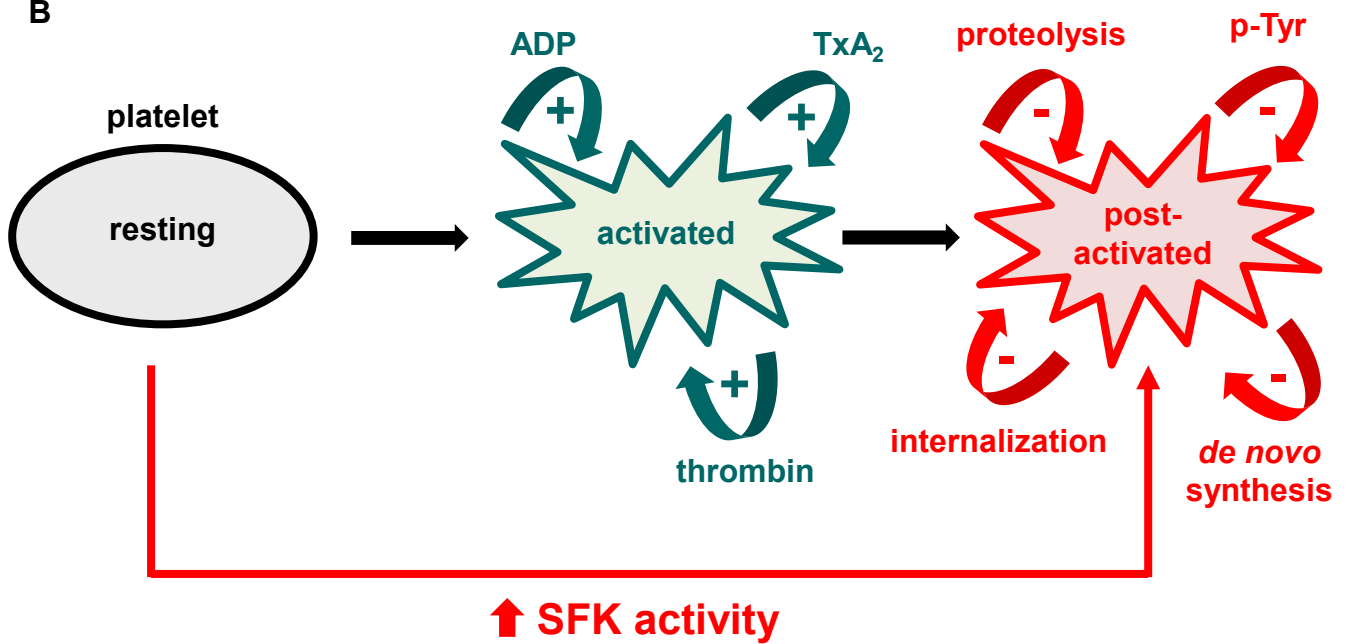 B
platelet
resting
ADP
+
TxA₂
+
activated
+
thrombin
proteolysis
-
p-Tyr
-
post-
activated
-
internalization
-
de novo
synthesis
SFK activity